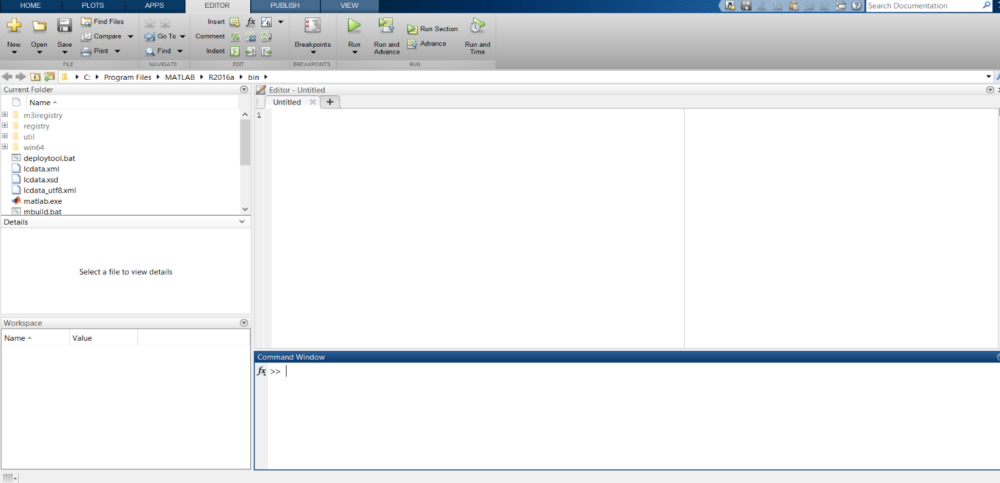 HOME PLOTS APPS EDITOR PUBLISH VIEW Search Documentation
New Open Save Find Files Compare Print
FILE
Go To Find
NAVIGATE
Insert fx fi
Comment % %
Indent
EDIT
Breakpoints
BREAKPOINTS
Run Run and Advance Run Section Advance Run and Time
RUN
C: Program Files MATLAB R2016a bin
Current Folder
Name
m3iregistry
registry
util
win64
deploytool.bat
lcdata.xml
lcdata.xsd
lcdata_utf8.xml
matlab.exe
mbuild.bat
Details
Select a file to view details
Workspace
Name Value
Editor - Untitled
Untitled
1
Command Window
fx >>